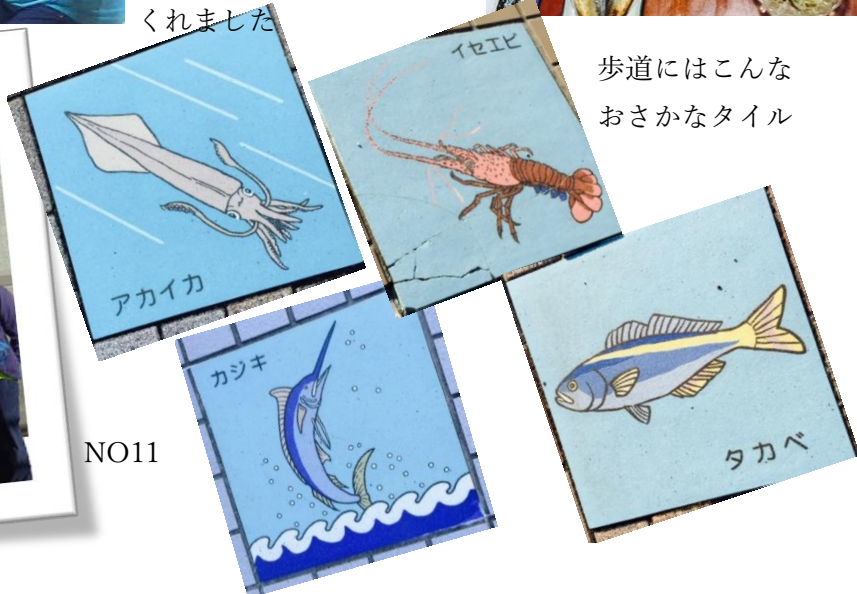 くれました
歩道にはこんな
おさかなタイル
イセエビ
アカイカ
カジキ
タカベ
NO11